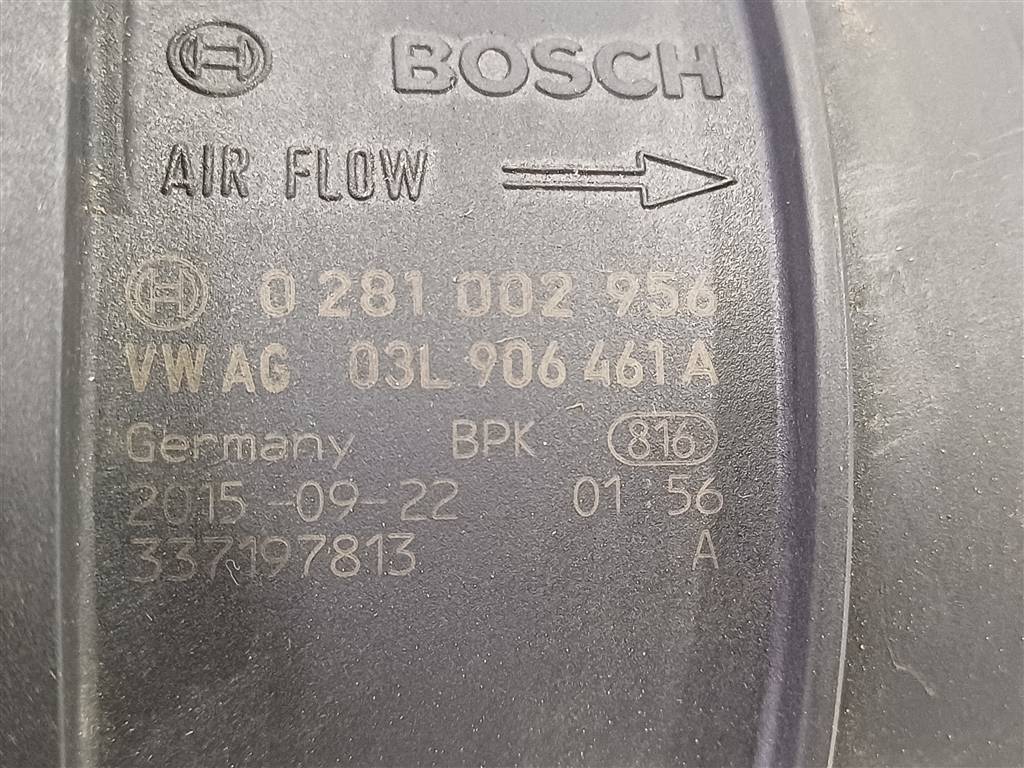 BOSCH
AIR FLOW
0 281 002 956
VW AG 03L 906 461 A
Germany BPK 816
2015-09-22 01:56
337197813 A